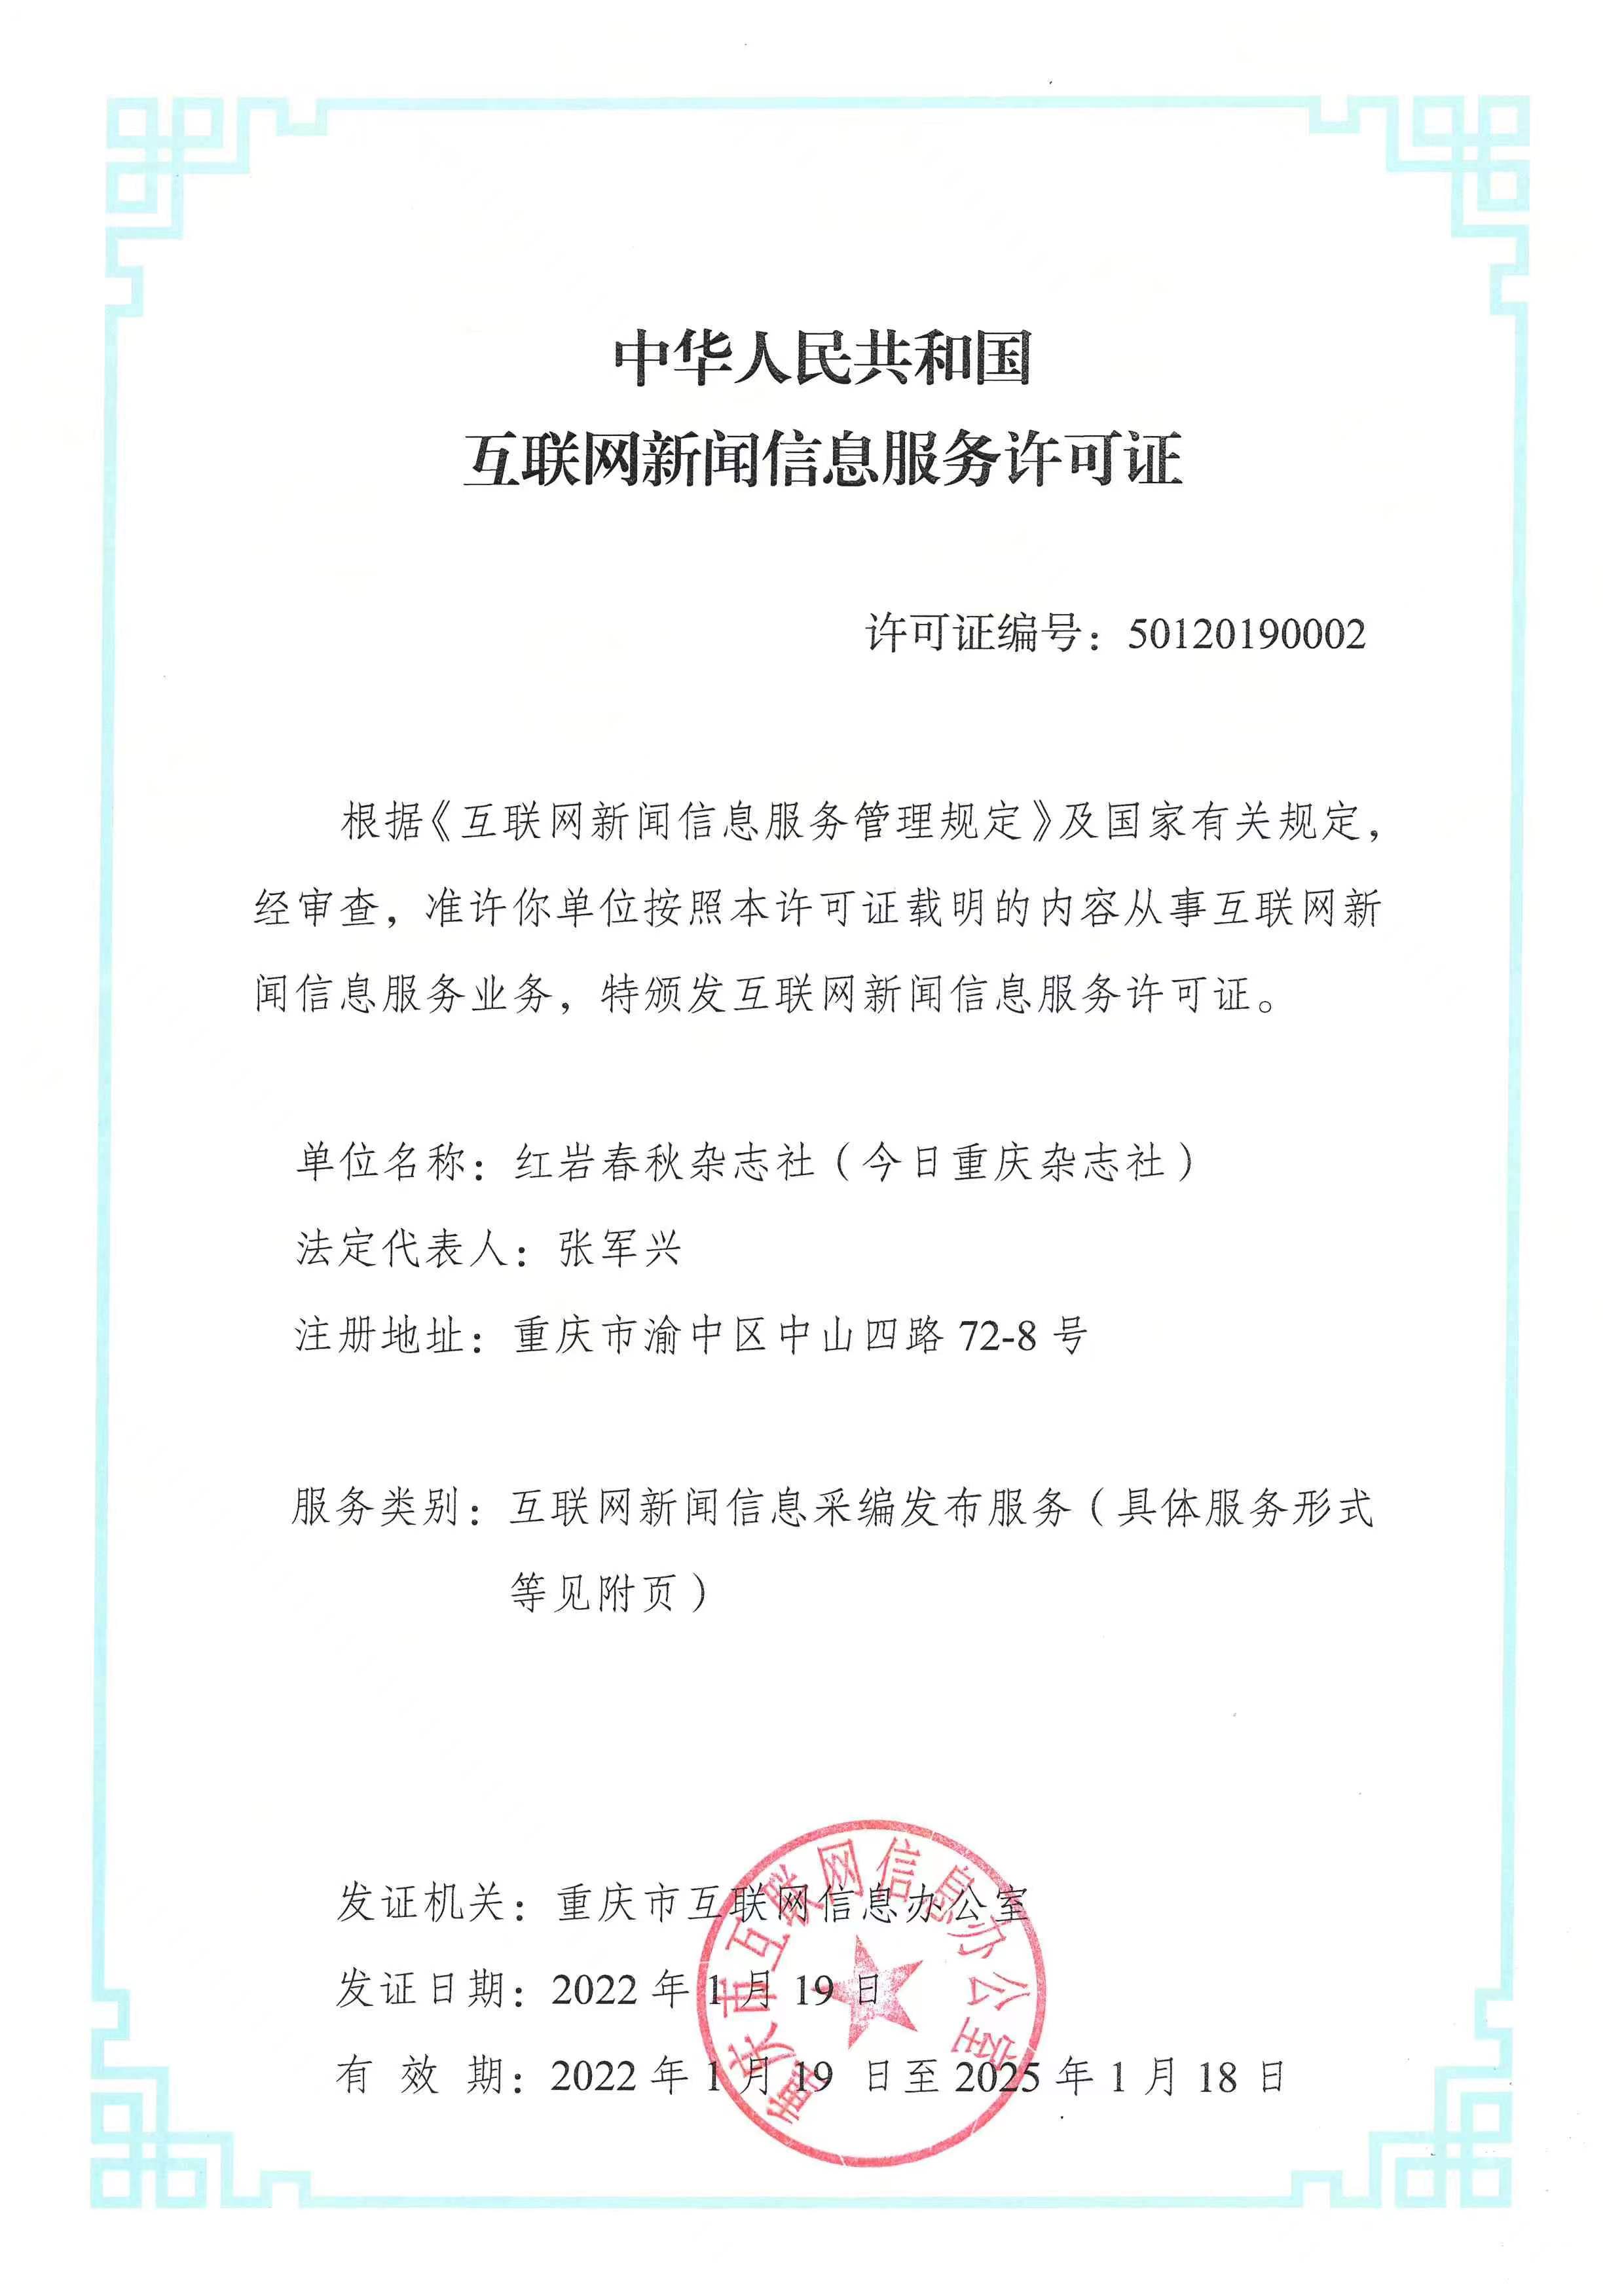 中华人民共和国
互联网新闻信息服务许可证
许可证编号：50120190002
根据《互联网新闻信息服务管理规定》及国家有关规定，
经审查，准许你单位按照本许可证载明的内容从事互联网新
闻信息服务业务，特颁发互联网新闻信息服务许可证。
单位名称：红岩春秋杂志社（今日重庆杂志社）
法定代表人：张军兴
注册地址：重庆市渝中区中山四路 72-8 号
服务类别：互联网新闻信息采编发布服务（具体服务形式
等见附页）
发证机关：重庆市互联网信息办公室
发证日期：2022 年 1 月 19 日
有 效 期：2022 年 1 月 19 日至 2025 年 1 月 18 日
重庆市互联网信息办公室